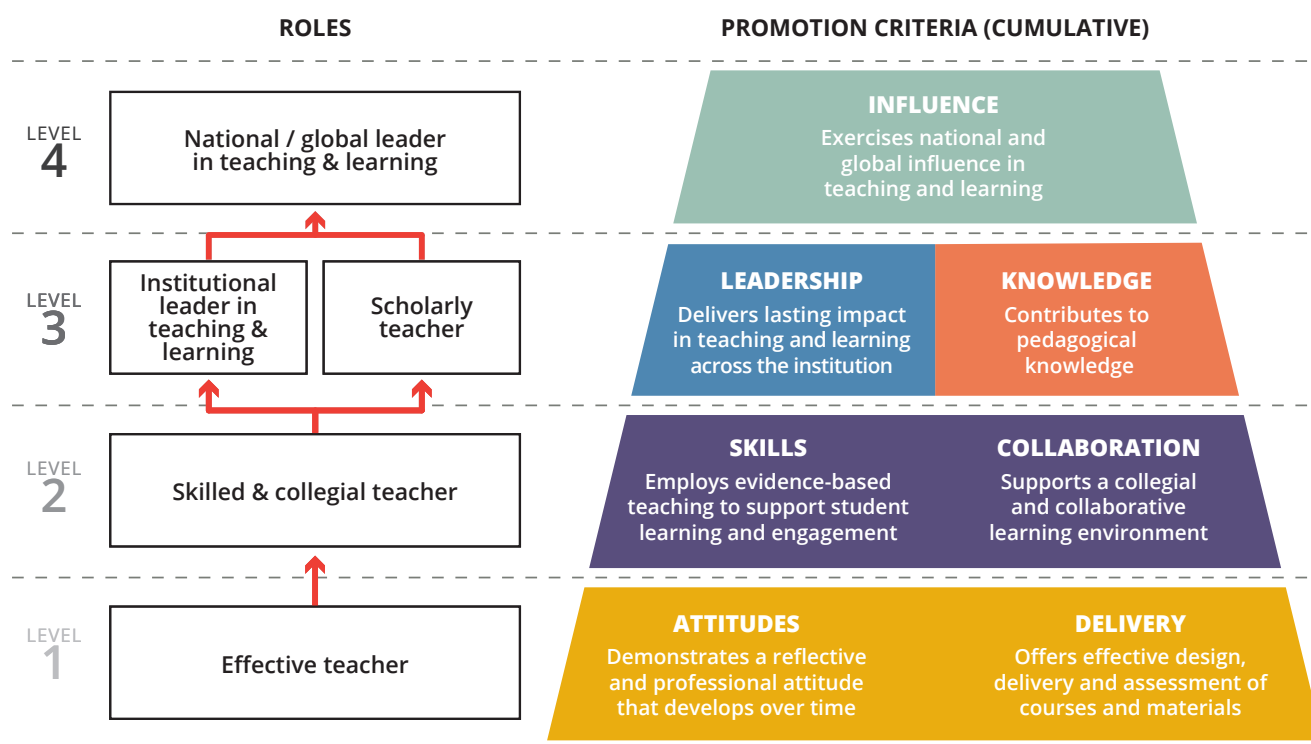 ROLES
PROMOTION CRITERIA (CUMULATIVE)
LEVEL
4
National / global leader
in teaching & learning
INFLUENCE
Exercises national and
global influence in
teaching and learning
LEVEL
3
Institutional
leader in
teaching &
learning
Scholarly
teacher
LEADERSHIP
Delivers lasting impact
in teaching and learning
across the institution
KNOWLEDGE
Contributes to
pedagogical
knowledge
LEVEL
2
Skilled & collegial teacher
SKILLS
Employs evidence-based
teaching to support student
learning and engagement
COLLABORATION
Supports a collegial
and collaborative
learning environment
LEVEL
1
Effective teacher
ATTITUDES
Demonstrates a reflective
and professional attitude
that develops over time
DELIVERY
Offers effective design,
delivery and assessment of
courses and materials